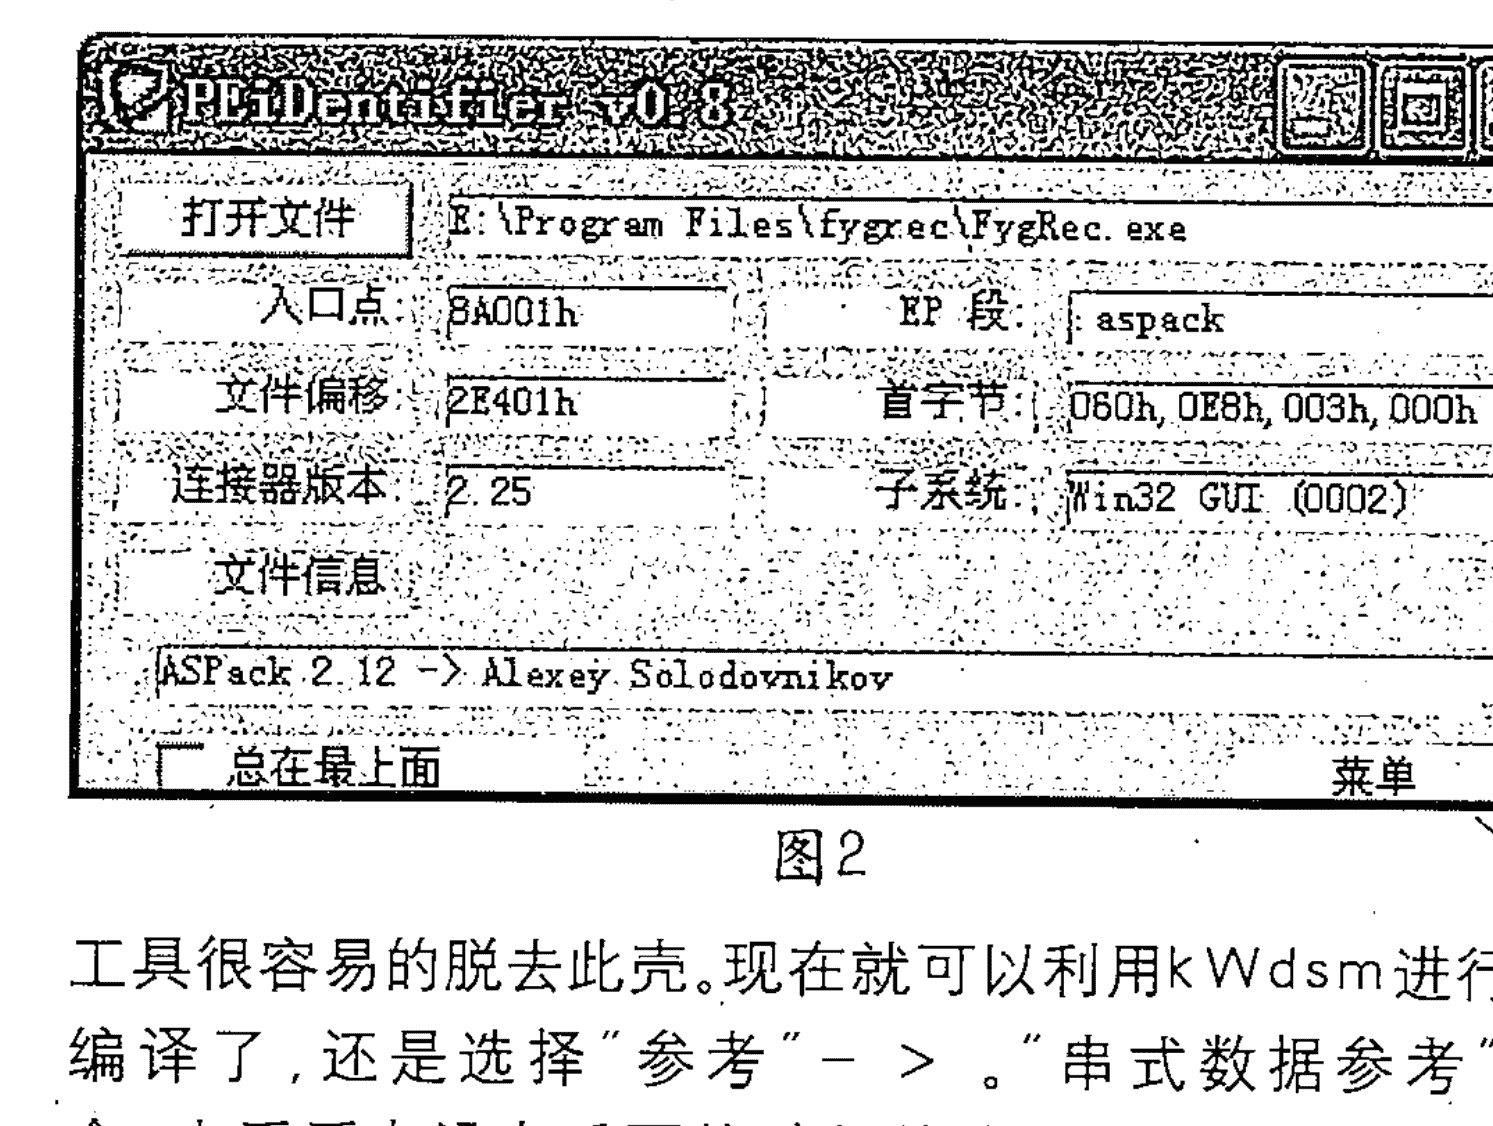 PEiDentifier v0.8
打开文件 E:\Program Files\fygrec\FygRec.exe
入口点: 8A001h EP 段: .aspack
文件偏移: 2E401h 首字节: 060h, 0E8h, 003h, 000h
连接器版本: 2.25 子系统: Win32 GUI (0002)
文件信息
ASPack 2.12 -> Alexey Solodovnikov
总在最上面 菜单
图2
工具很容易的脱去此壳。现在就可以利用kWdsm进行
编译了,还是选择"参考"- > 。"串式数据参考"